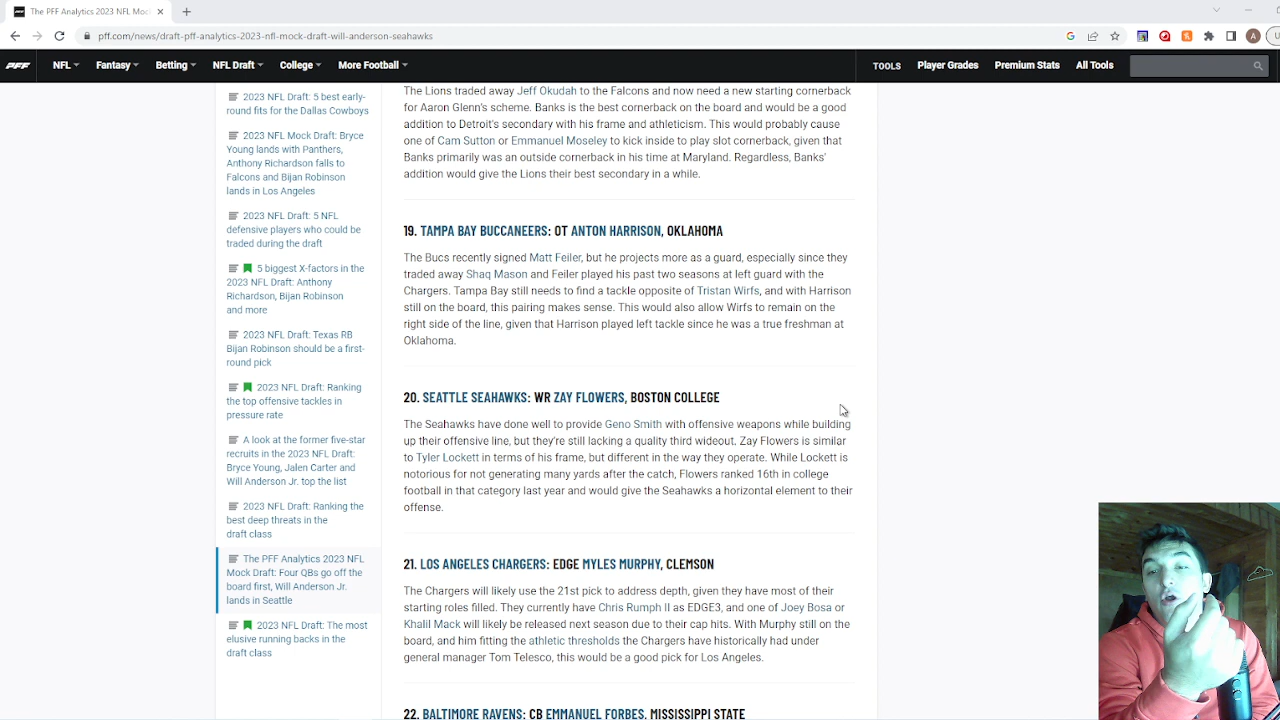 The PFF Analytics 2023 NFL Moc
pff.com/news/draft-pff-analytics-2023-nfl-mock-draft-will-anderson-seahawks
PFF NFL Fantasy Betting NFL Draft College More Football TOOLS Player Grades Premium Stats All Tools
2023 NFL Draft: 5 best early-
round fits for the Dallas Cowboys
2023 NFL Mock Draft: Bryce
Young lands with Panthers,
Anthony Richardson falls to
Falcons and Bijan Robinson
lands in Los Angeles
2023 NFL Draft: 5 NFL
defensive players who could be
traded during the draft
5 biggest X-factors in the
2023 NFL Draft: Anthony
Richardson, Bijan Robinson
and more
2023 NFL Draft: Texas RB
Bijan Robinson should be a first-
round pick
2023 NFL Draft: Ranking
the top offensive tackles in
pressure rate
A look at the former five-star
recruits in the 2023 NFL Draft:
Bryce Young, Jalen Carter and
Will Anderson Jr. top the list
2023 NFL Draft: Ranking the
best deep threats in the
draft class
The PFF Analytics 2023 NFL
Mock Draft: Four QBs go off the
board first, Will Anderson Jr.
lands in Seattle
2023 NFL Draft: The most
elusive running backs in the
draft class
The Lions traded away Jeff Okudah to the Falcons and now need a new starting cornerback
for Aaron Glenn's scheme. Banks is the best cornerback on the board and would be a good
addition to Detroit's secondary with his frame and athleticism. This would probably cause
one of Cam Sutton or Emmanuel Moseley to kick inside to play slot cornerback, given that
Banks primarily was an outside cornerback in his time at Maryland. Regardless, Banks'
addition would give the Lions their best secondary in a while.
19. TAMPA BAY BUCCANEERS: OT ANTON HARRISON, OKLAHOMA
The Bucs recently signed Matt Feiler, but he projects more as a guard, especially since they
traded away Shaq Mason and Feiler played his past two seasons at left guard with the
Chargers. Tampa Bay still needs to find a tackle opposite of Tristan Wirfs, and with Harrison
still on the board, this pairing makes sense. This would also allow Wirfs to remain on the
right side of the line, given that Harrison played left tackle since he was a true freshman at
Oklahoma.
20. SEATTLE SEAHAWKS: WR ZAY FLOWERS, BOSTON COLLEGE
The Seahawks have done well to provide Geno Smith with offensive weapons while building
up their offensive line, but they're still lacking a quality third wideout. Zay Flowers is similar
to Tyler Lockett in terms of his frame, but different in the way they operate. While Lockett is
notorious for not generating many yards after the catch, Flowers ranked 16th in college
football in that category last year and would give the Seahawks a horizontal element to their
offense.
21. LOS ANGELES CHARGERS: EDGE MYLES MURPHY, CLEMSON
The Chargers will likely use the 21st pick to address depth, given they have most of their
starting roles filled. They currently have Chris Rumph II as EDGE3, and one of Joey Bosa or
Khalil Mack will likely be released next season due to their cap hits. With Murphy still on the
board, and him fitting the athletic thresholds the Chargers have historically had under
general manager Tom Telesco, this would be a good pick for Los Angeles.
22. BALTIMORE RAVENS: CB EMMANUEL FORBES, MISSISSIPPI STATE